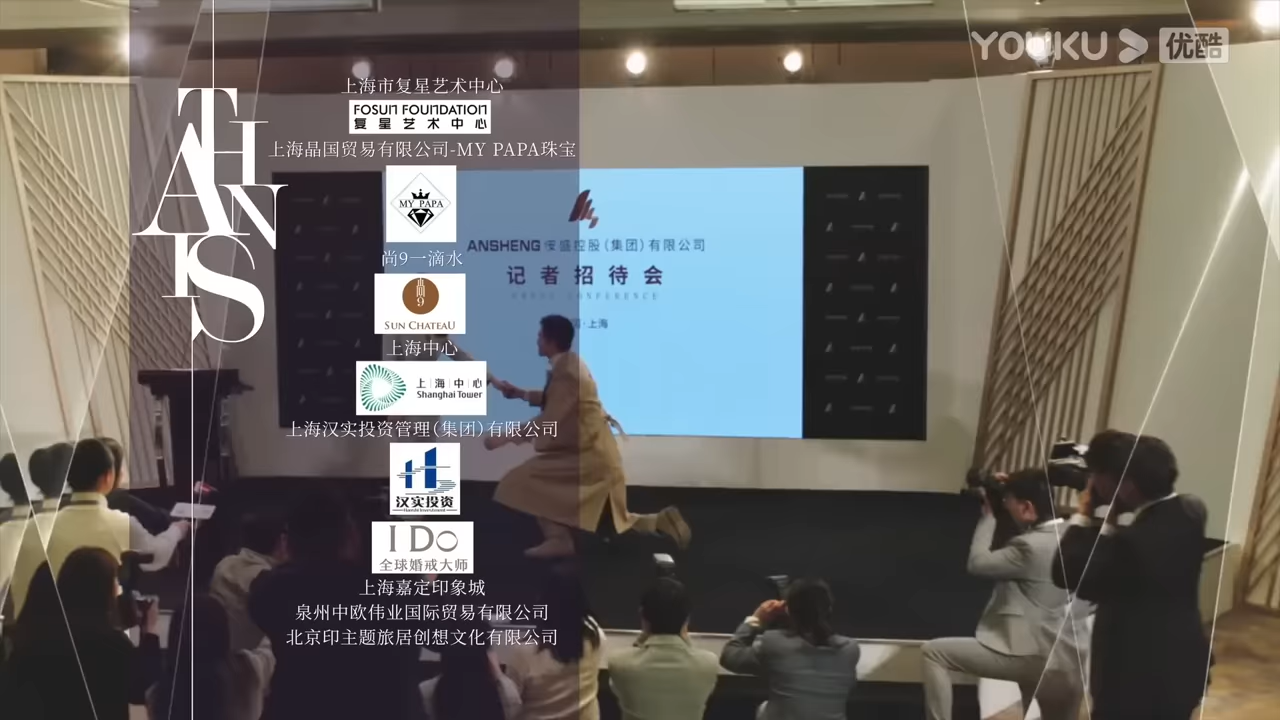 YOUKU 优酷
THANKS
上海市复星艺术中心
FOSUN FOUNDATION
复星艺术中心
上海晶国贸易有限公司-MY PAPA珠宝
MY PAPA
尚9一滴水
尚9
SUN CHATEAU
上海中心
上海中心
Shanghai Tower
上海汉实投资管理(集团)有限公司
汉实投资
Hanshi Investment
I DO
全球婚戒大师
上海嘉定印象城
泉州中欧伟业国际贸易有限公司
北京印主题旅居创想文化有限公司
ANSHENG 安盛控股(集团)有限公司
记者招待会
PRESS CONFERENCE
上海